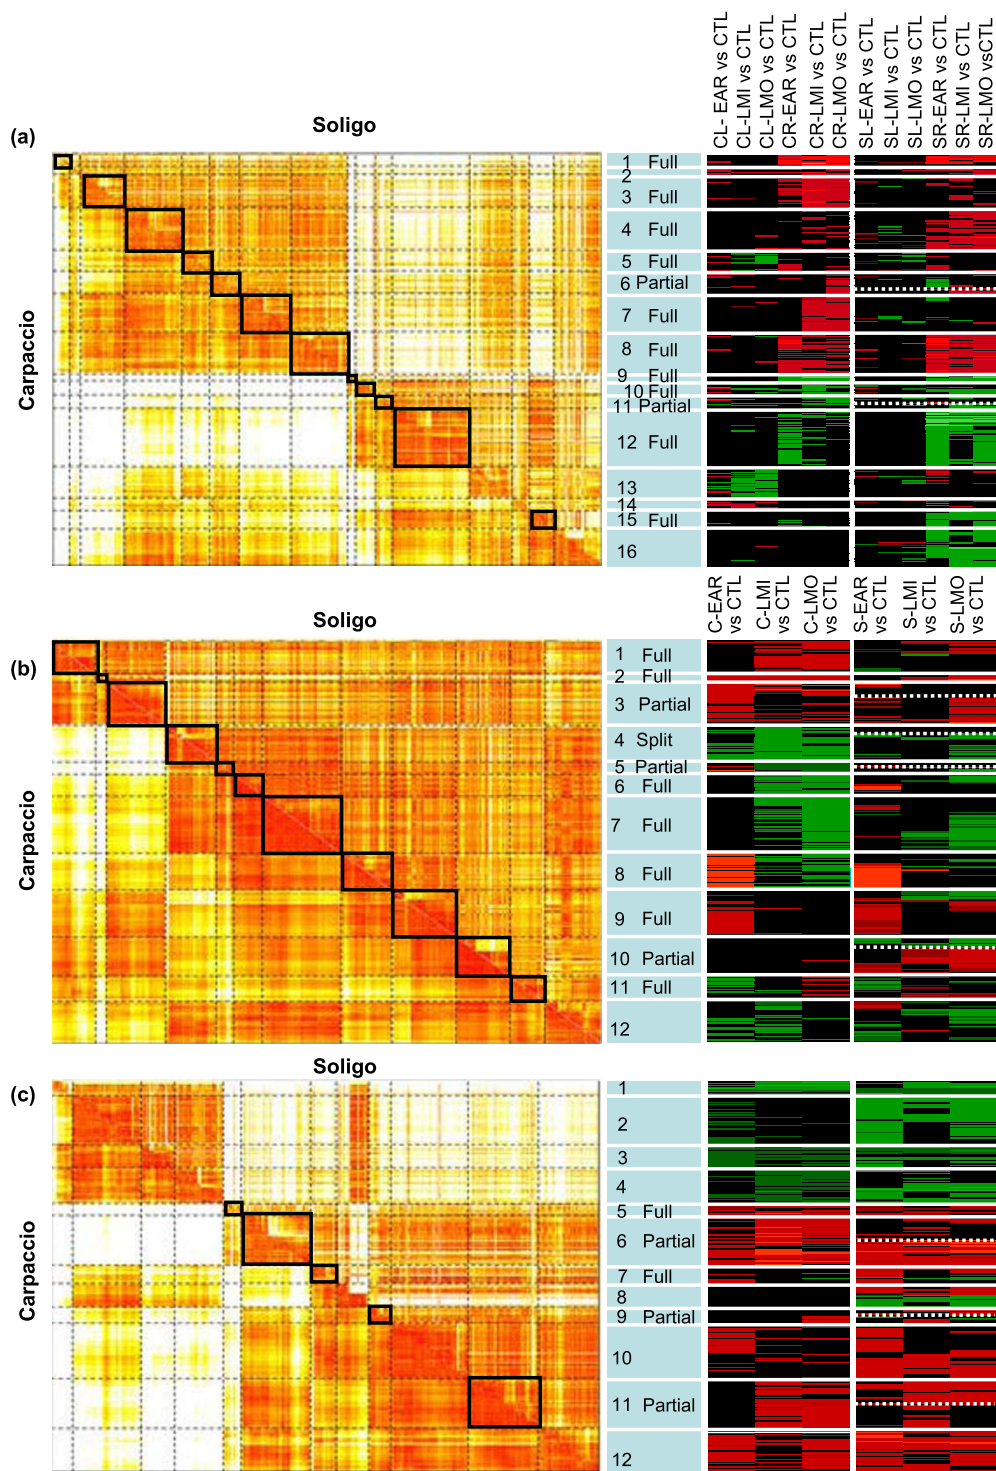 CL- EAR vs CTL
CL-LMI vs CTL
CL-LMO vs CTL
CR-EAR vs CTL
CR-LMI vs CTL
CR-LMO vs CTL
SL-EAR vs CTL
SL-LMI vs CTL
SL-LMO vs CTL
SR-EAR vs CTL
SR-LMI vs CTL
SR-LMO vsCTL
(a)
Soligo
Carpaccio
1 Full
2
3 Full
4 Full
5 Full
6 Partial
7 Full
8 Full
9 Full
10 Full
11 Partial
12 Full
13
14
15 Full
16
C-EAR
vs CTL
C-LMI
vs CTL
C-LMO
vs CTL
S-EAR
vs CTL
S-LMI
vs CTL
S-LMO
vs CTL
(b)
Soligo
Carpaccio
1 Full
2 Full
3 Partial
4 Split
5 Partial
6 Full
7 Full
8 Full
9 Full
10 Partial
11 Full
12
(c)
Soligo
Carpaccio
1
2
3
4
5 Full
6 Partial
7 Full
8
9 Partial
10
11 Partial
12